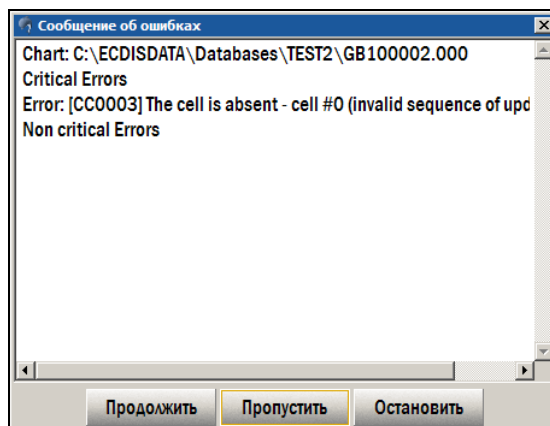 Сообщение об ошибках
Chart: C:\ECDISDATA\Databases\TEST2\GB100002.000
Critical Errors
Error: [CC0003] The cell is absent - cell #0 (invalid sequence of upd
Non critical Errors
Продолжить Пропустить Остановить